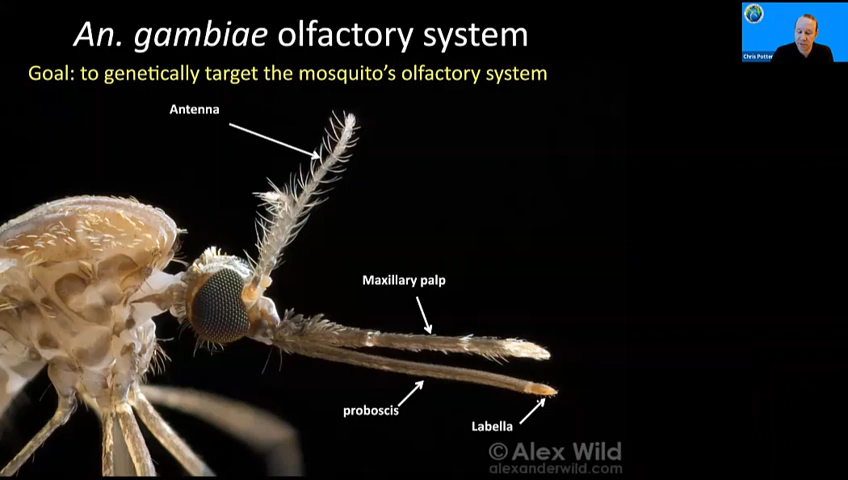 An. gambiae olfactory system
Goal: to genetically target the mosquito's olfactory system
Chris Potter
Antenna
Maxillary palp
proboscis
Labella
© Alex Wild
alexanderwild.com